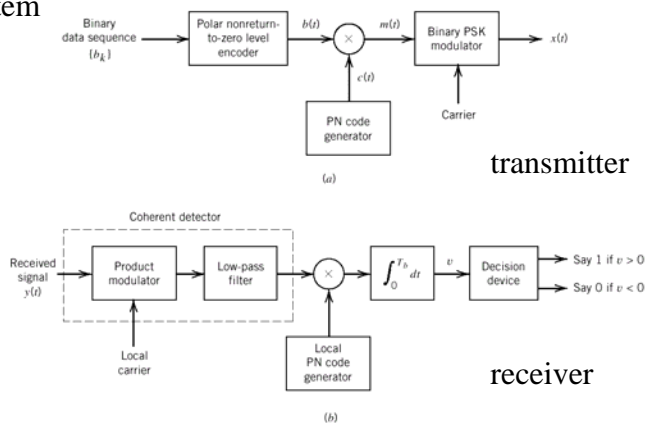 tem
Binary
data sequence
{b_k}
Polar nonreturn-
to-zero level
encoder
b(t)
×
m(t)
Binary PSK
modulator
x(t)
c(t)
PN code
generator
Carrier
(a)
transmitter
Coherent detector
Received
signal
y(t)
Product
modulator
Low-pass
filter
×
∫₀^{T_b} dt
v
Decision
device
Say 1 if v > 0
Say 0 if v < 0
Local
carrier
Local
PN code
generator
(b)
receiver